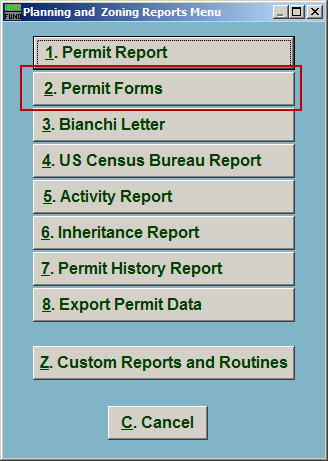 FUND
Planning and Zoning Reports Menu
1. Permit Report
2. Permit Forms
3. Bianchi Letter
4. US Census Bureau Report
5. Activity Report
6. Inheritance Report
7. Permit History Report
8. Export Permit Data
Z. Custom Reports and Routines
C. Cancel